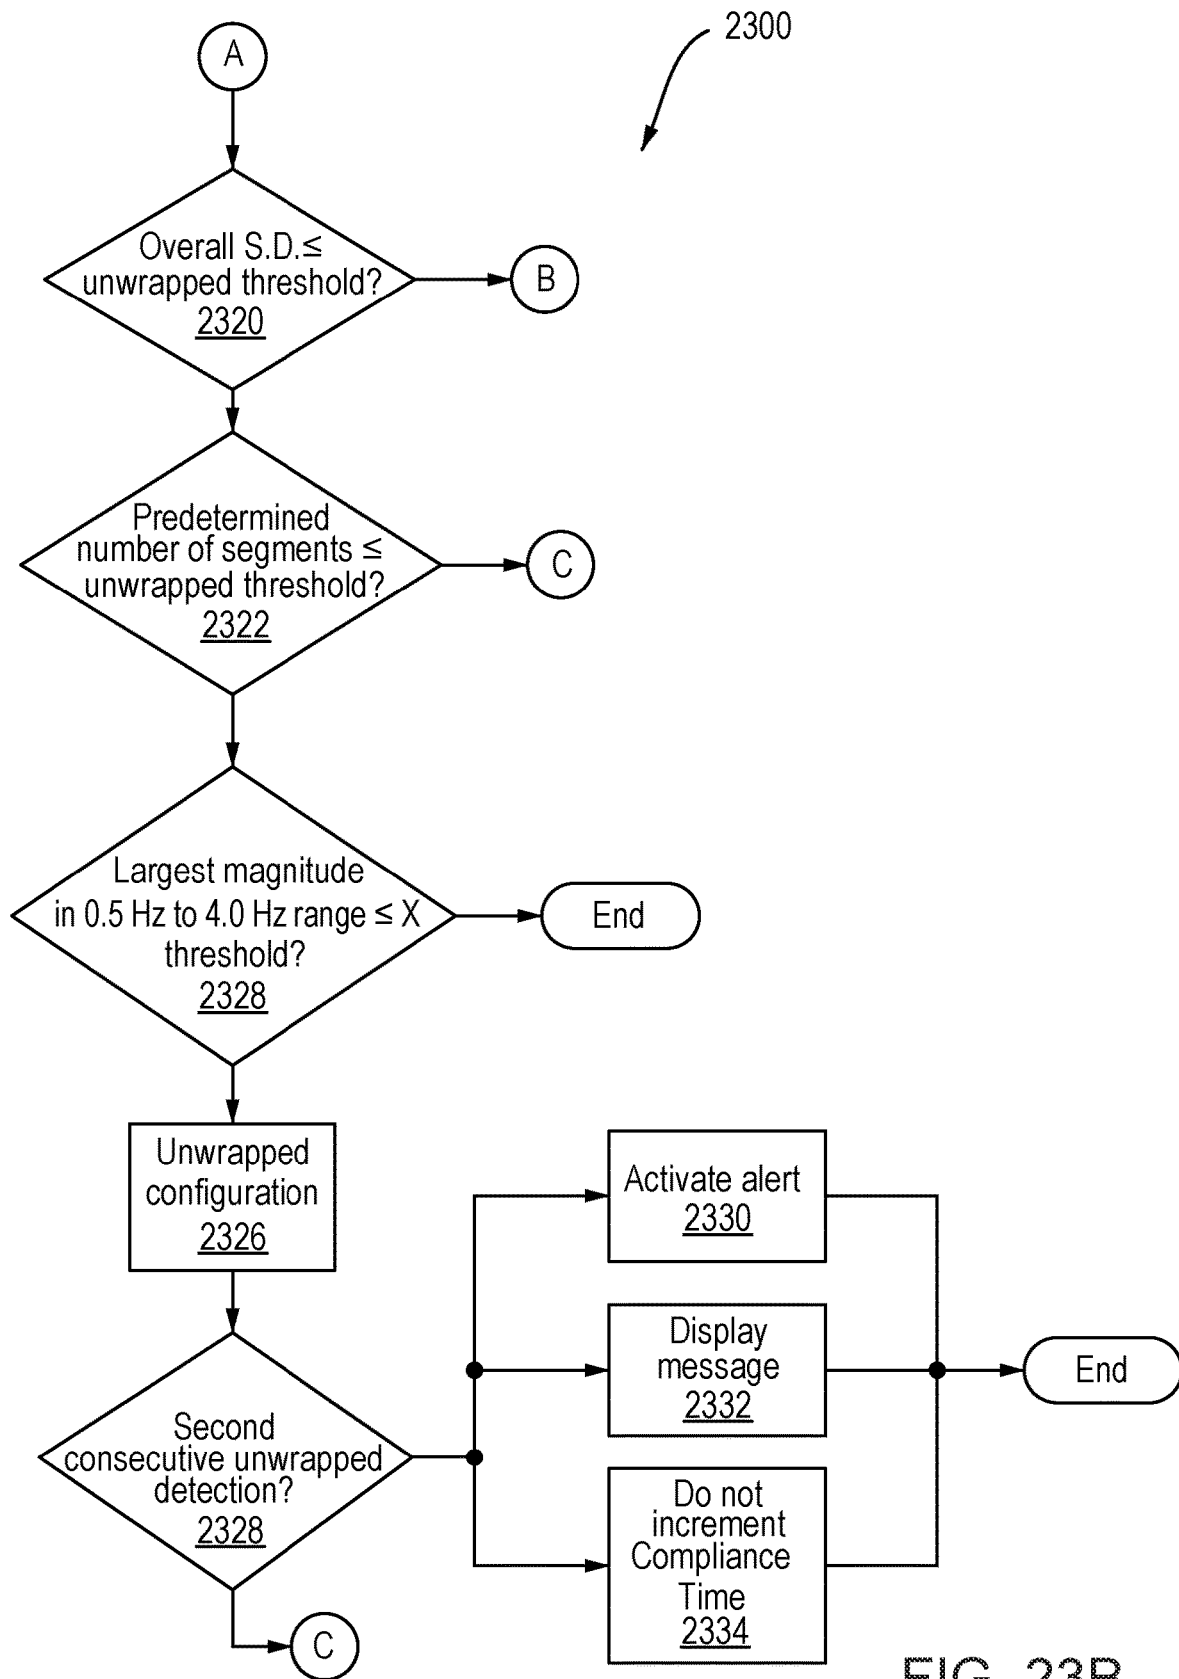 2300
A
Overall S.D. ≤
unwrapped threshold?
2320
B
Predetermined
number of segments ≤
unwrapped threshold?
2322
C
Largest magnitude
in 0.5 Hz to 4.0 Hz range ≤ X
threshold?
2328
End
Unwrapped
configuration
2326
Activate alert
2330
Display
message
2332
End
Second
consecutive unwrapped
detection?
2328
Do not
increment
Compliance
Time
2334
C
FIG. 23B